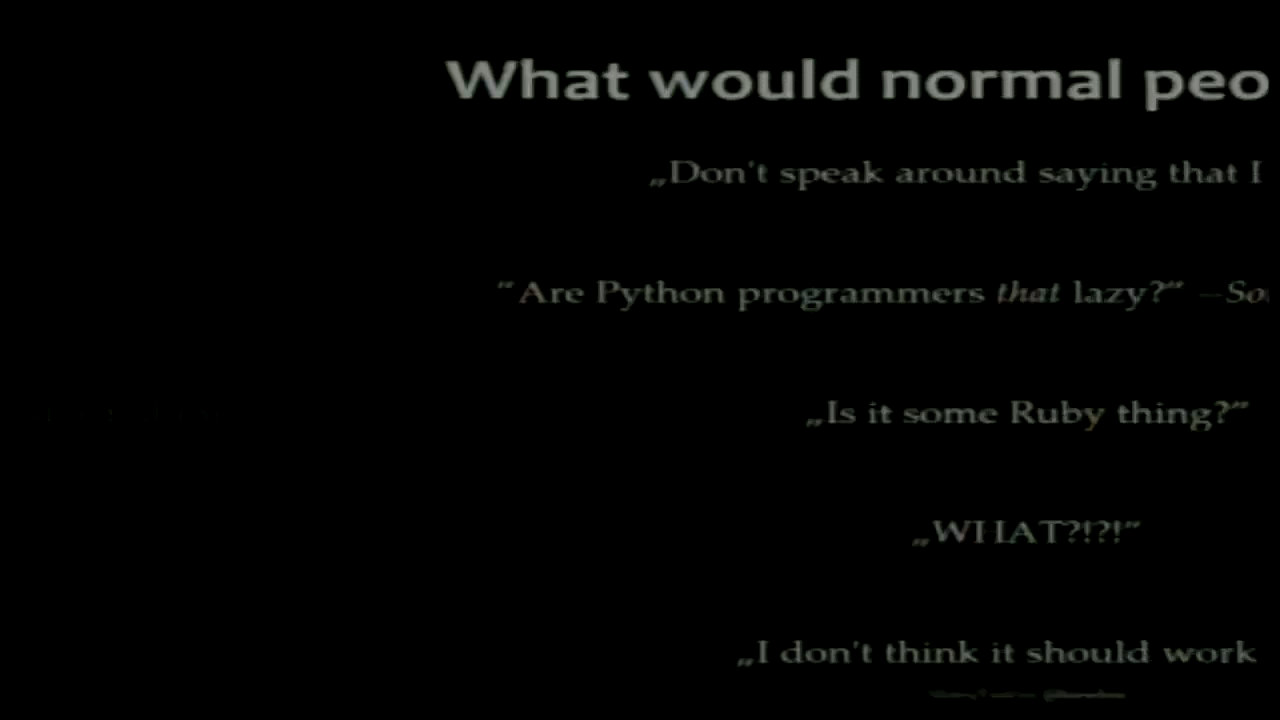 What would normal peo
„Don't speak around saying that I
“Are Python programmers that lazy?” –So
„Is it some Ruby thing?”
„WHAT?!?!”
„I don't think it should work